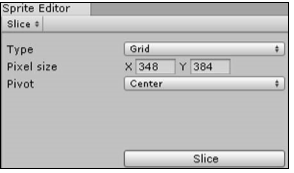 Sprite Editor
Slice
Type Grid
Pixel size X 348 Y 384
Pivot Center
Slice